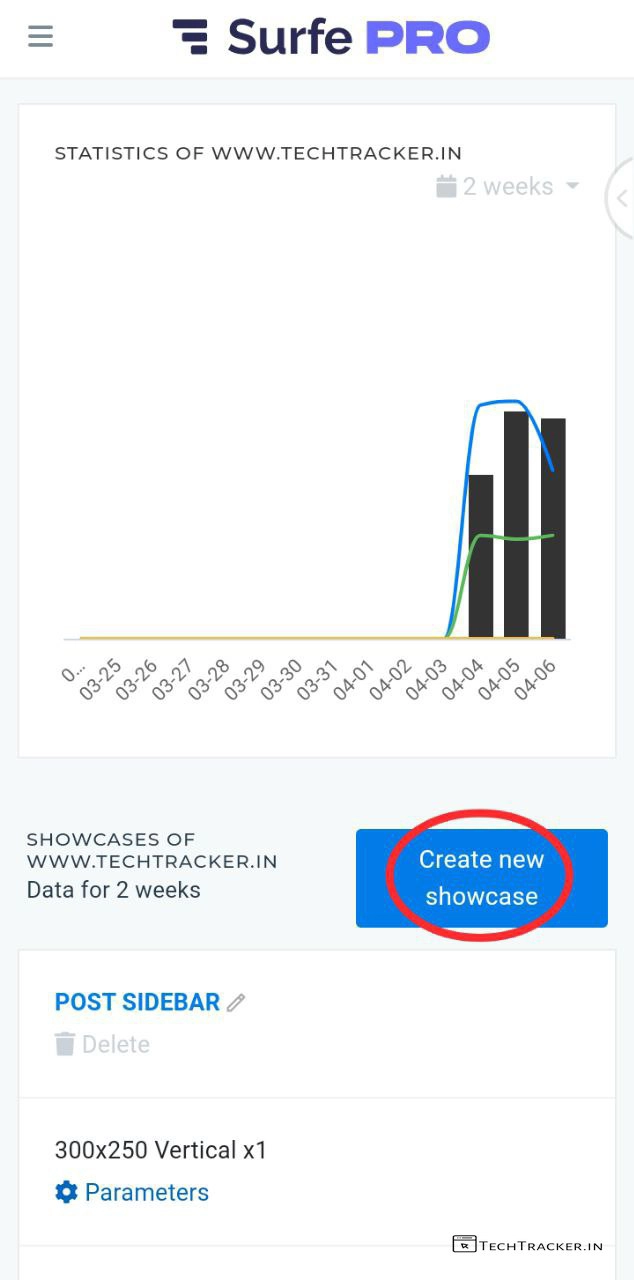 Surfe PRO
STATISTICS OF WWW.TECHTRACKER.IN
2 weeks
0...
03-25
03-26
03-27
03-28
03-29
03-30
03-31
04-01
04-02
04-03
04-04
04-05
04-06
SHOWCASES OF
WWW.TECHTRACKER.IN
Data for 2 weeks
Create new
showcase
POST SIDEBAR
Delete
300x250 Vertical x1
Parameters
TECHTRACKER.IN